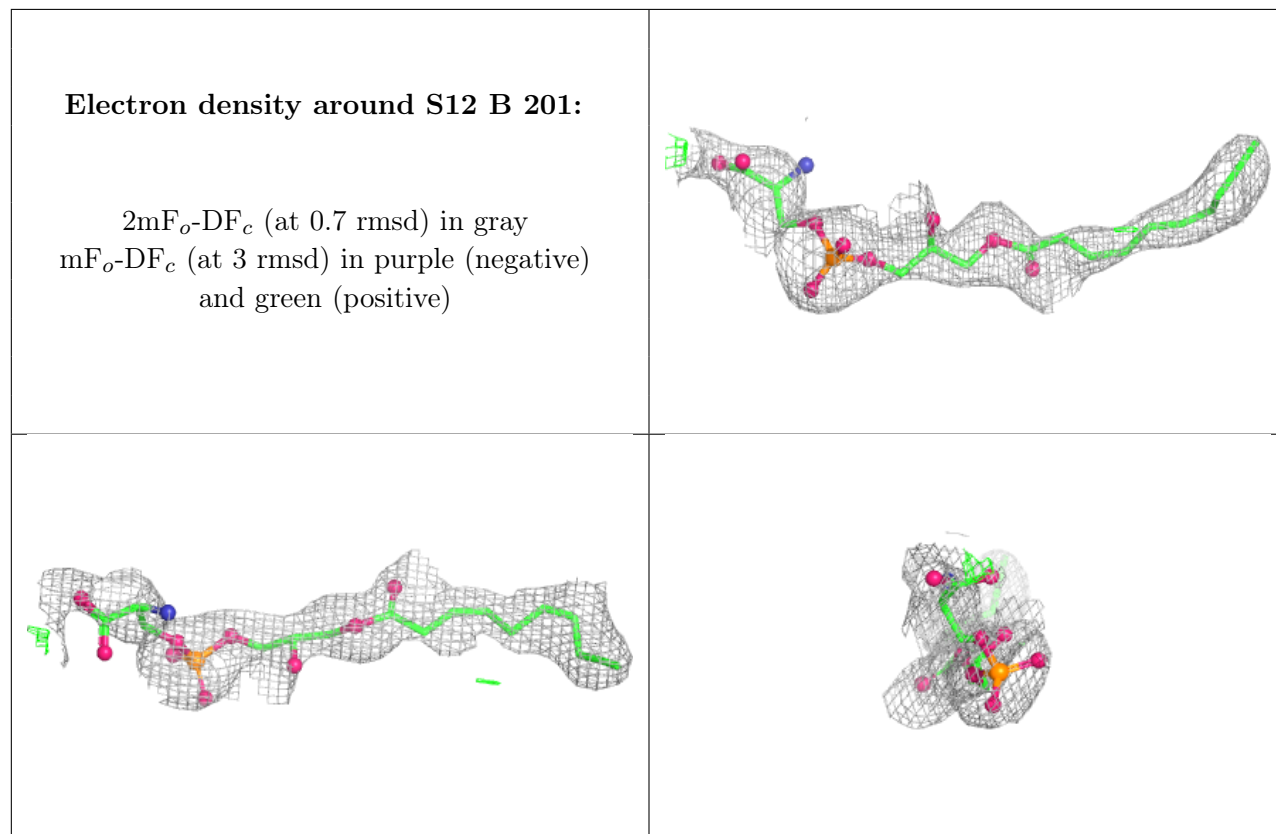 Electron density around S12 B 201:
2mFo-DFc (at 0.7 rmsd) in gray
mFo-DFc (at 3 rmsd) in purple (negative)
and green (positive)